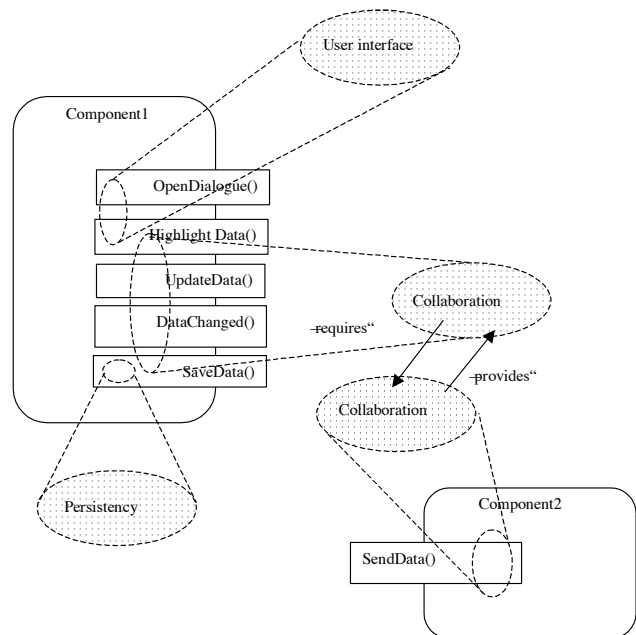 User interface
Component1
OpenDialogue()
Highlight Data()
UpdateData()
Collaboration
DataChanged()
―requires“
SaveData()
―provides“
Collaboration
Persistency
Component2
SendData()